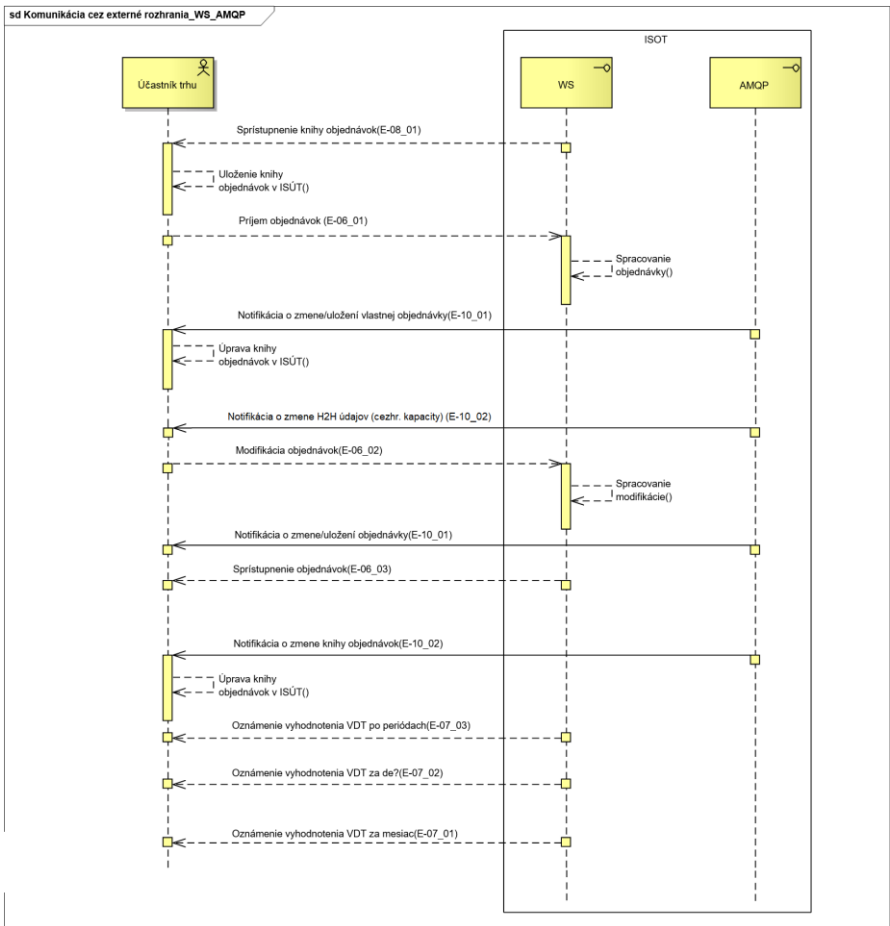 sd Komunikácia cez externé rozhrania_WS_AMQP
ISOT
Účastník trhu
WS
AMQP
Sprístupnenie knihy objednávok(E-08_01)
Uloženie knihy
objednávok v ISÚT()
Príjem objednávok (E-06_01)
Spracovanie
objednávky()
Notifikácia o zmene/uložení vlastnej objednávky(E-10_01)
Úprava knihy
objednávok v ISÚT()
Notifikácia o zmene H2H údajov (cezhr. kapacity) (E-10_02)
Modifikácia objednávok(E-06_02)
Spracovanie
modifikácie()
Notifikácia o zmene/uložení objednávky(E-10_01)
Sprístupnenie objednávok(E-06_03)
Notifikácia o zmene knihy objednávok(E-10_02)
Úprava knihy
objednávok v ISÚT()
Oznámenie vyhodnotenia VDT po periódach(E-07_03)
Oznámenie vyhodnotenia VDT za de?(E-07_02)
Oznámenie vyhodnotenia VDT za mesiac(E-07_01)